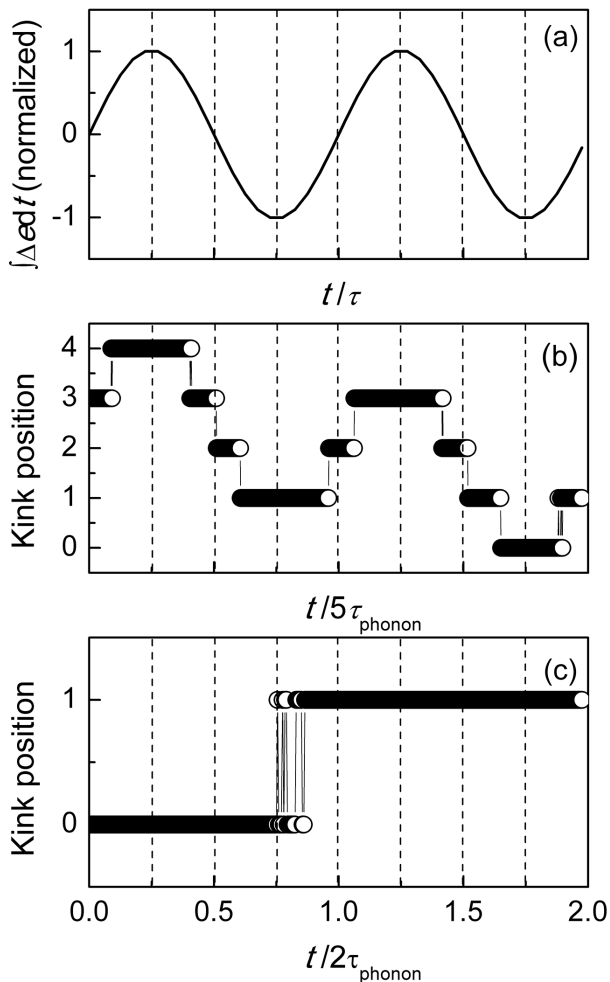 (a)
∫Δedt (normalized)
1
0
-1
t/τ
(b)
Kink position
4
3
2
1
0
t/5τphonon
(c)
Kink position
1
0
0.0 0.5 1.0 1.5 2.0
t/2τphonon